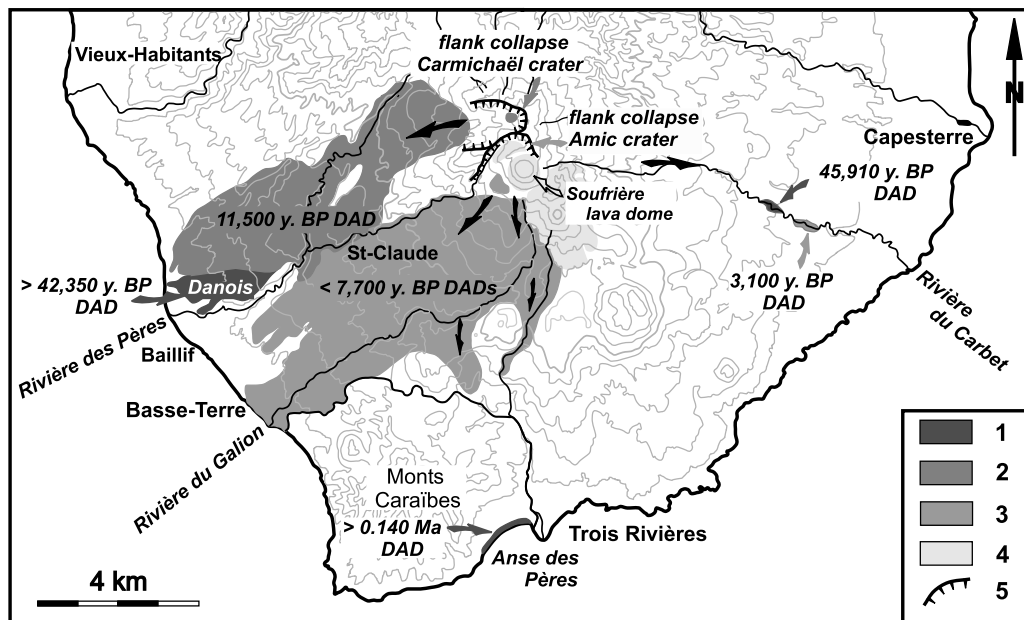 Vieux-Habitants
flank collapse
Carmichaël crater
N
flank collapse
Amic crater
Capesterre
45,910 y. BP
DAD
Soufrière
lava dome
11,500 y. BP DAD
St-Claude
> 42,350 y. BP
DAD
Danois
< 7,700 y. BP DADs
3,100 y. BP
DAD
Rivière
du Carbet
Rivière des Pères
Baillif
Basse-Terre
Rivière du Galion
Monts
Caraïbes
> 0.140 Ma
DAD
Trois Rivières
Anse des
Pères
4 km
1
2
3
4
5